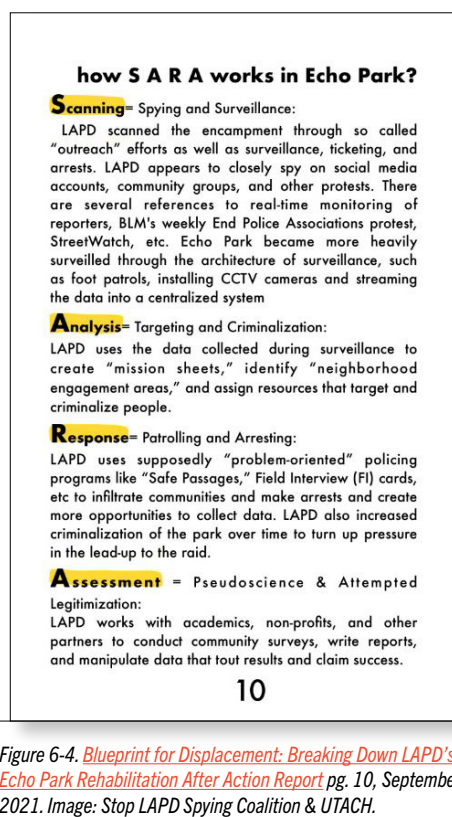 how S A R A works in Echo Park?
Scanning= Spying and Surveillance:
LAPD scanned the encampment through so called
“outreach” efforts as well as surveillance, ticketing, and
arrests. LAPD appears to closely spy on social media
accounts, community groups, and other protests. There
are several references to real-time monitoring of
reporters, BLM's weekly End Police Associations protest,
StreetWatch, etc. Echo Park became more heavily
surveilled through the architecture of surveillance, such
as foot patrols, installing CCTV cameras and streaming
the data into a centralized system
Analysis= Targeting and Criminalization:
LAPD uses the data collected during surveillance to
create “mission sheets,” identify “neighborhood
engagement areas,” and assign resources that target and
criminalize people.
Response= Patrolling and Arresting:
LAPD uses supposedly “problem-oriented” policing
programs like “Safe Passages,” Field Interview (FI) cards,
etc to infiltrate communities and make arrests and create
more opportunities to collect data. LAPD also increased
criminalization of the park over time to turn up pressure
in the lead-up to the raid.
Assessment = Pseudoscience & Attempted
Legitimization:
LAPD works with academics, non-profits, and other
partners to conduct community surveys, write reports,
and manipulate data that tout results and claim success.
10
Figure 6-4. Blueprint for Displacement: Breaking Down LAPD’s
Echo Park Rehabilitation After Action Report pg. 10, Septembe
2021. Image: Stop LAPD Spying Coalition & UTACH.